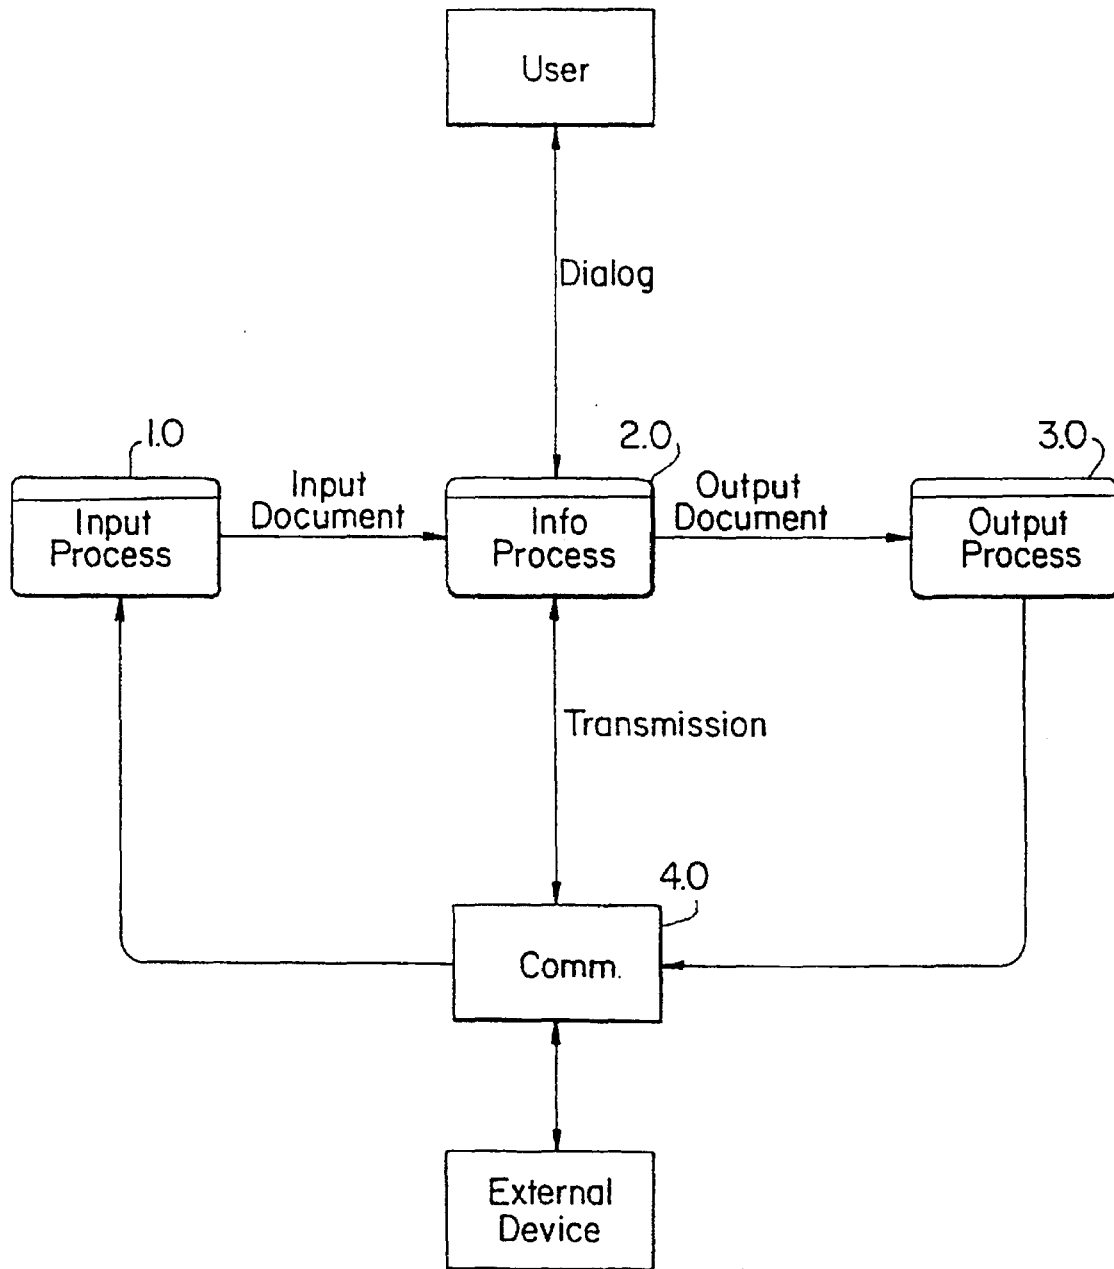 User
Dialog
1.0
2.0
3.0
Input
Document
Output
Document
Input
Process
Info
Process
Output
Process
Transmission
4.0
Comm.
External
Device